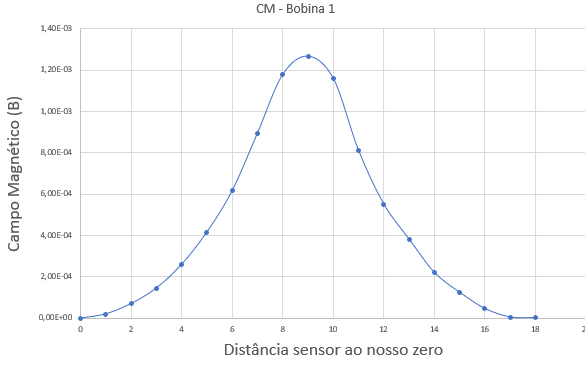 CM - Bobina 1
1,40E-03
1,20E-03
1,00E-03
8,00E-04
6,00E-04
4,00E-04
2,00E-04
0,00E+00
Campo Magnético (B)
0 2 4 6 8 10 12 14 16 18 2
Distância sensor ao nosso zero